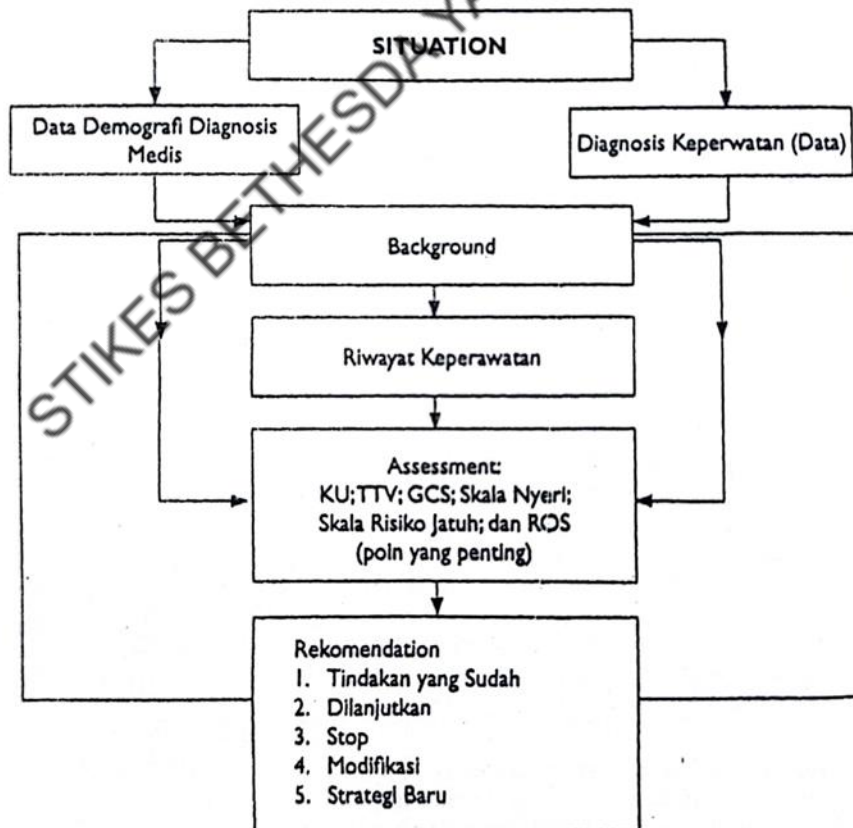 SITUATION
Data Demografi Diagnosis
Medis
Diagnosis Keperwatan (Data)
Background
Riwayat Keperawatan
Assessment:
KU; TTV; GCS; Skala Nyeri;
Skala Risiko Jatuh; dan ROS
(poin yang penting)
Rekomendation
1. Tindakan yang Sudah
2. Dilanjutkan
3. Stop
4. Modifikasi
5. Strategi Baru
STIKES BETHESDA YA